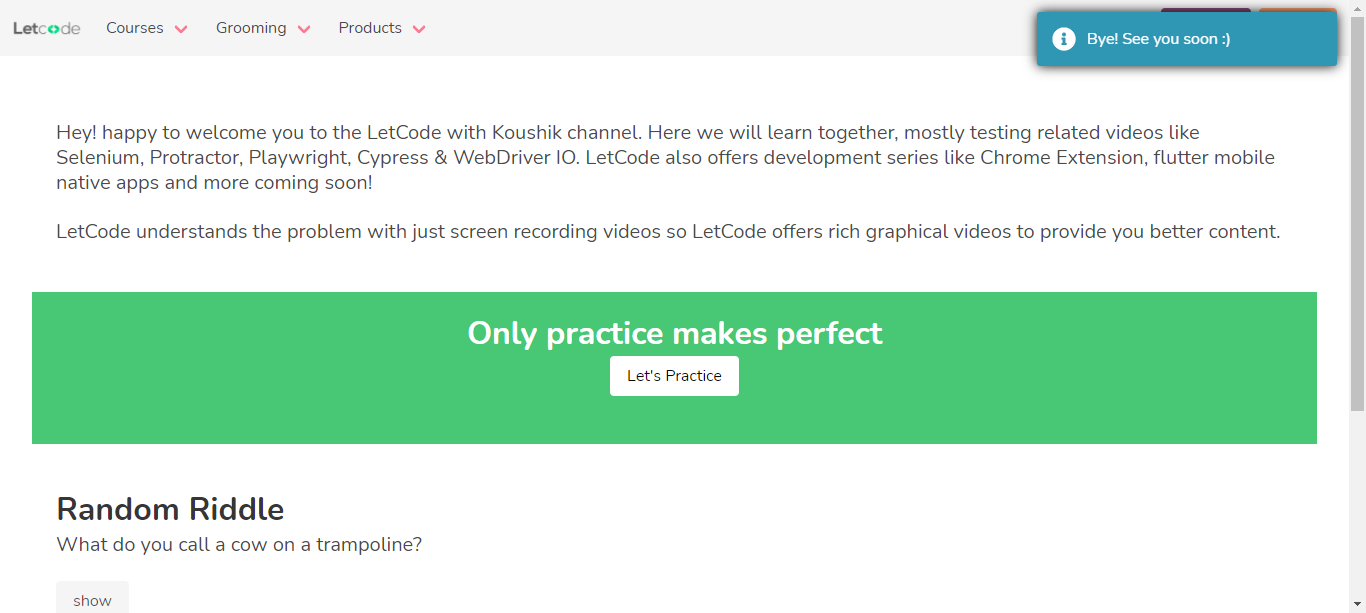 Letcode Courses Grooming Products
Bye! See you soon :)
Hey! happy to welcome you to the LetCode with Koushik channel. Here we will learn together, mostly testing related videos like
Selenium, Protractor, Playwright, Cypress & WebDriver IO. LetCode also offers development series like Chrome Extension, flutter mobile
native apps and more coming soon!
LetCode understands the problem with just screen recording videos so LetCode offers rich graphical videos to provide you better content.
Only practice makes perfect
Let's Practice
Random Riddle
What do you call a cow on a trampoline?
show